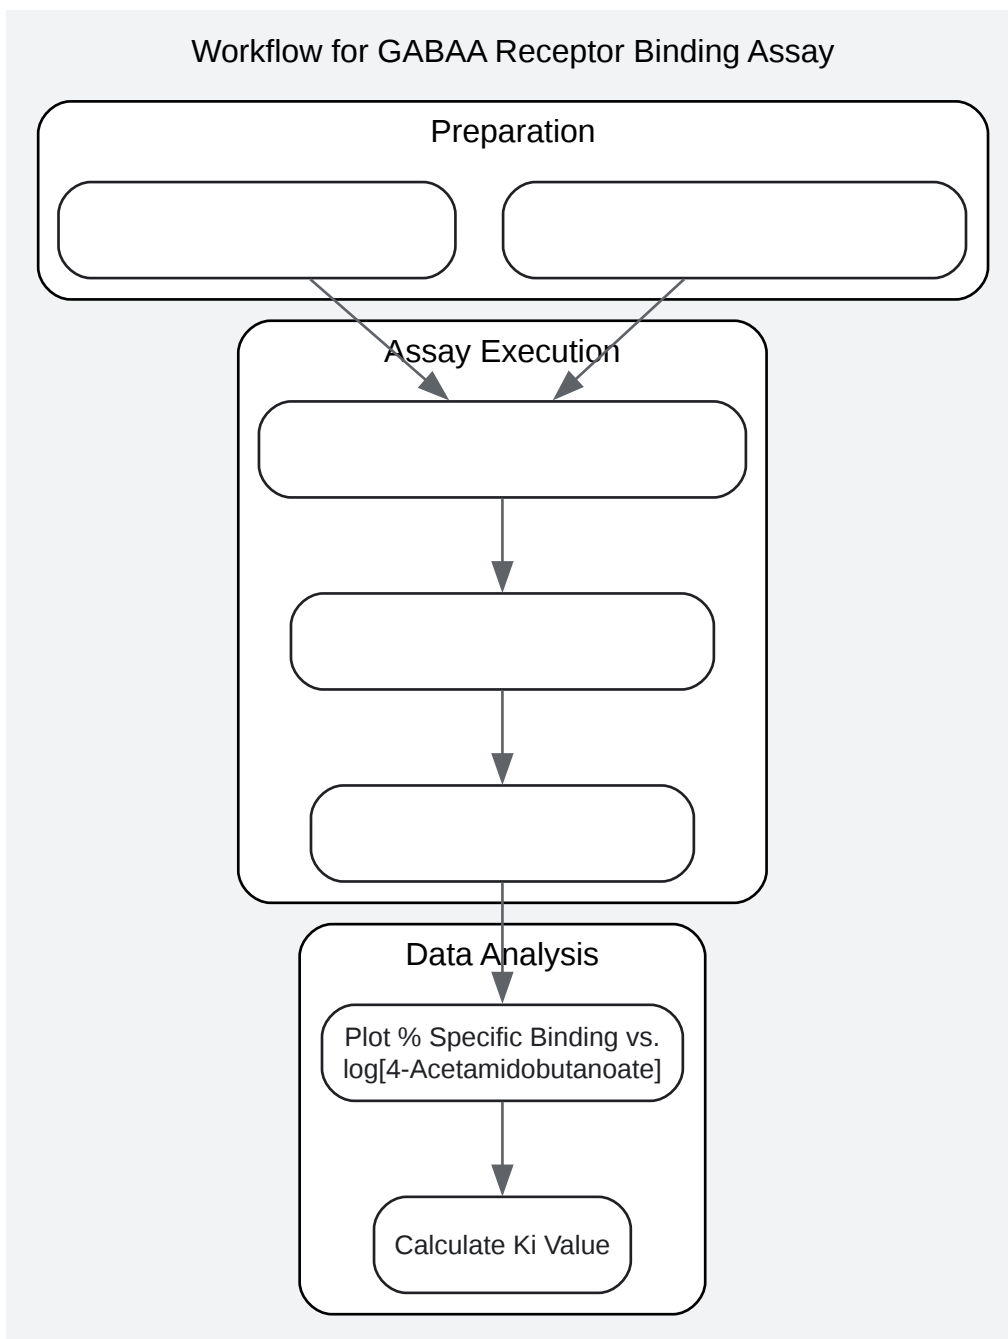 Workflow for GABAA Receptor Binding Assay
Preparation
Assay Execution
Data Analysis
Plot % Specific Binding vs.
log[4-Acetamidobutanoate]
Calculate Ki Value